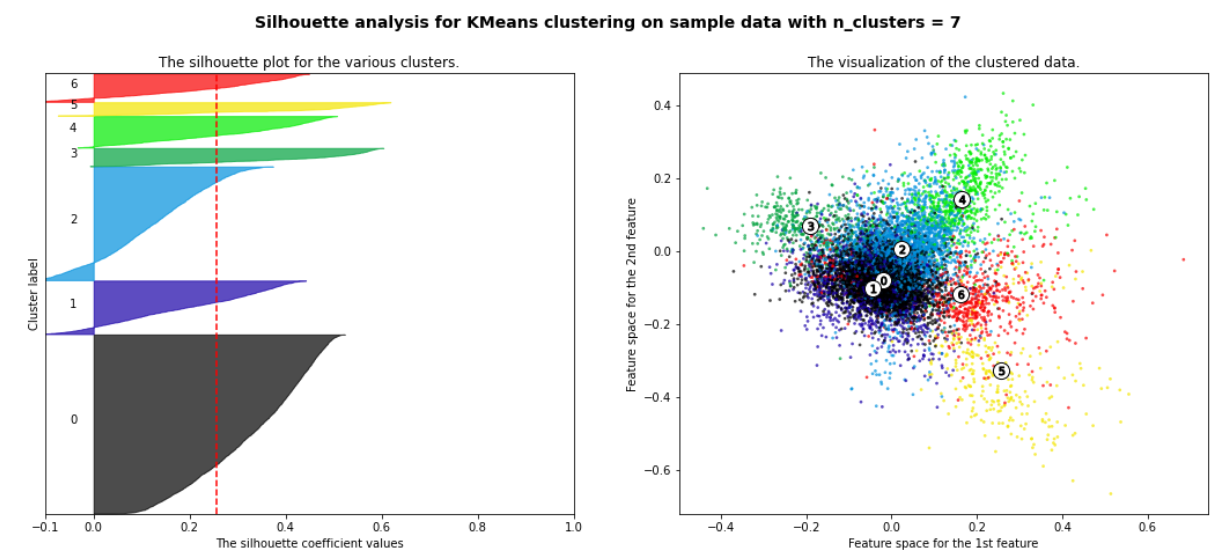 Silhouette analysis for KMeans clustering on sample data with n_clusters = 7
The silhouette plot for the various clusters.
6
5
4
3
2
1
0
Cluster label
−0.1 0.0 0.2 0.4 0.6 0.8 1.0
The silhouette coefficient values
The visualization of the clustered data.
0.4
0.2
0.0
−0.2
−0.4
−0.6
Feature space for the 2nd feature
4
3
2
0
1
6
5
−0.4 −0.2 0.0 0.2 0.4 0.6
Feature space for the 1st feature